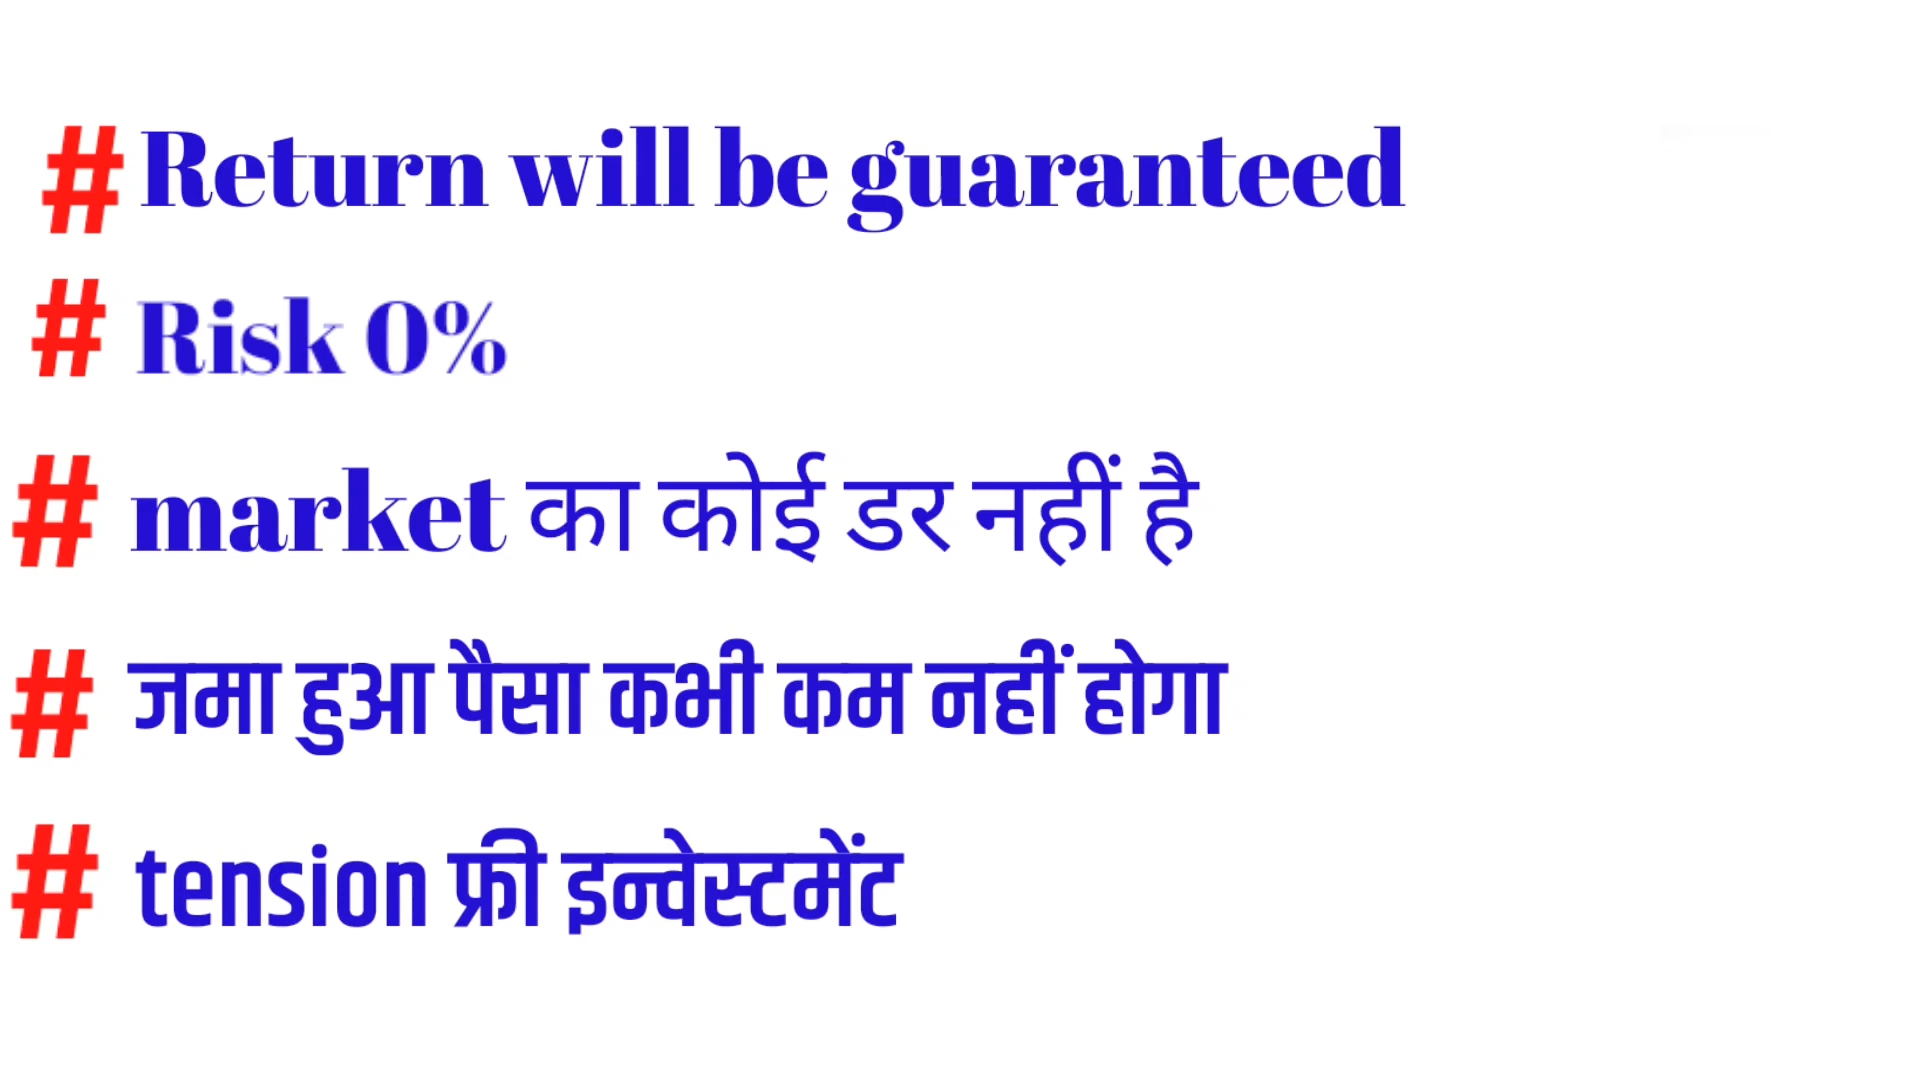 # Return will be guaranteed
# Risk 0%
# market का कोई डर नहीं है
# जमा हुआ पैसा कभी कम नहीं होगा
# tension फ्री इन्वेस्टमेंट